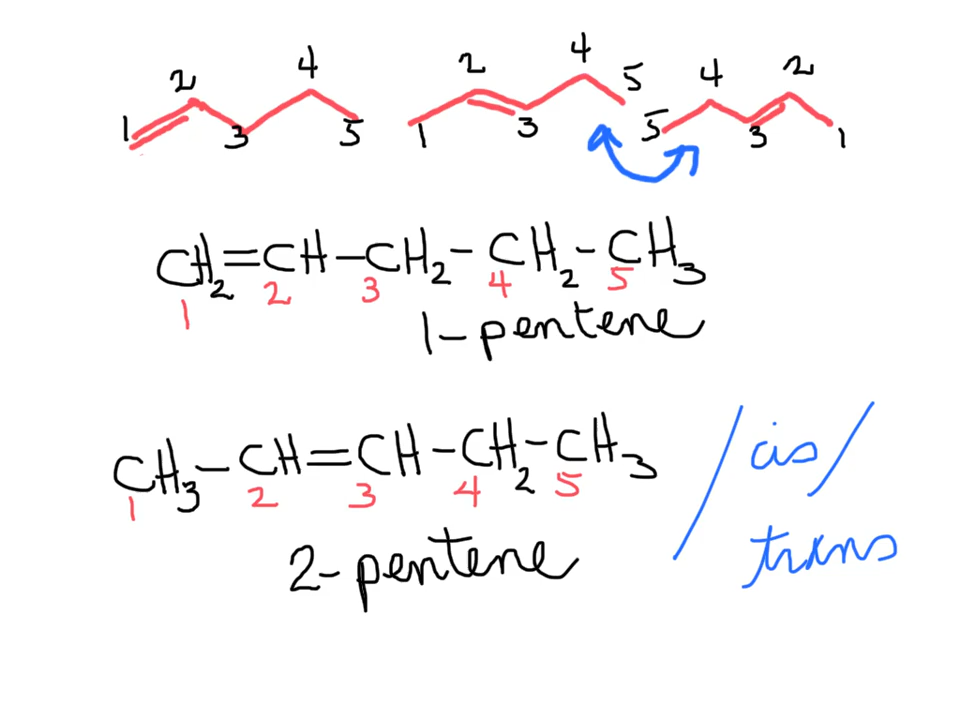 1 2 3 4 5 1 2 3 4 5 5 4 3 2 1
CH2=CH-CH2-CH2-CH3
1 2 3 4 5
1-pentene
CH3-CH=CH-CH2-CH3
1 2 3 4 5
2-pentene
/ cis /
trans